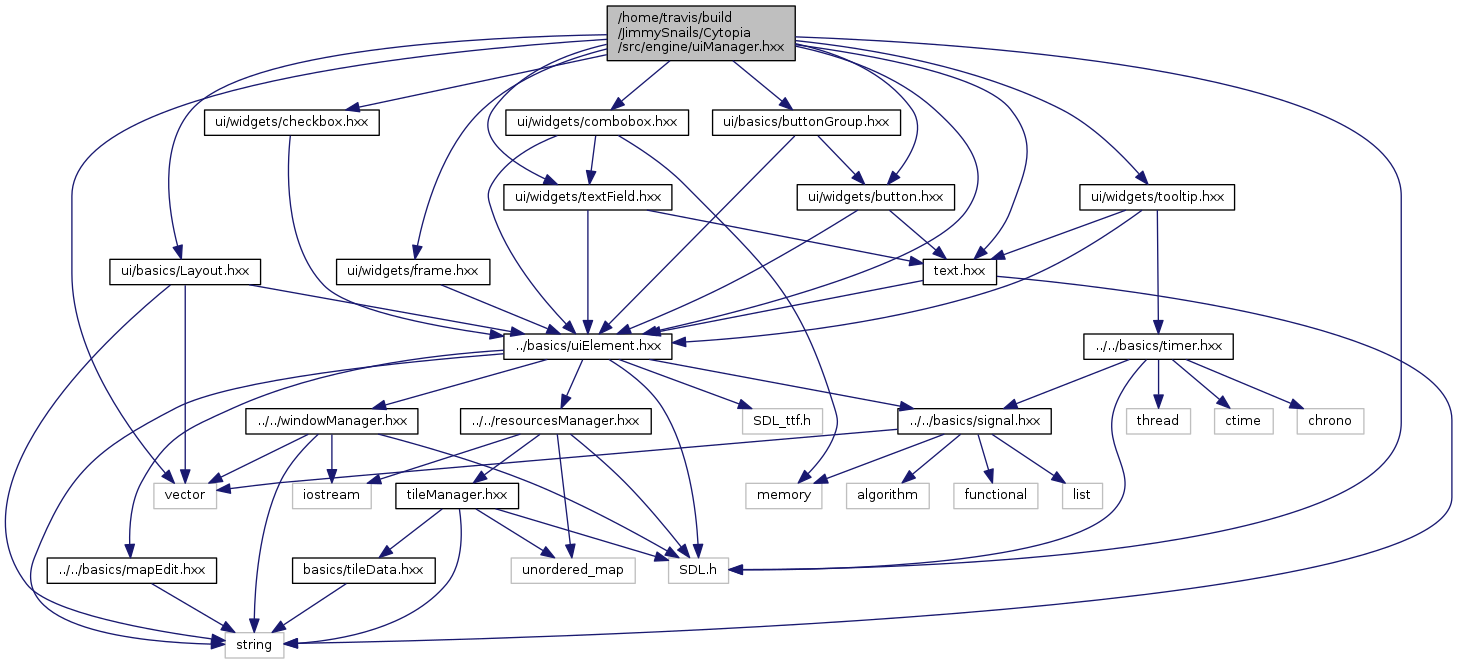 /home/travis/build
/JimmySnails/Cytopia
/src/engine/uiManager.hxx
ui/widgets/checkbox.hxx
ui/widgets/combobox.hxx
ui/basics/buttonGroup.hxx
ui/widgets/textField.hxx
ui/widgets/button.hxx
ui/widgets/tooltip.hxx
ui/basics/Layout.hxx
ui/widgets/frame.hxx
text.hxx
../basics/uiElement.hxx
../../basics/timer.hxx
../../windowManager.hxx
../../resourcesManager.hxx
SDL_ttf.h
../../basics/signal.hxx
thread
ctime
chrono
vector
iostream
tileManager.hxx
memory
algorithm
functional
list
../../basics/mapEdit.hxx
basics/tileData.hxx
unordered_map
SDL.h
string